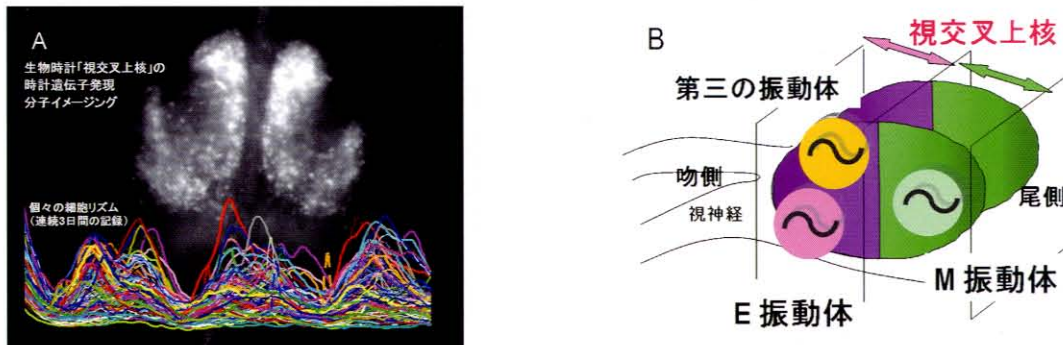 A
生物時計「視交叉上核」の
時計遺伝子発現
分子イメージング
個々の細胞リズム
(連続3日間の記録)
B
視交叉上核
第三の振動体
吻側
視神経
尾側
M 振動体
E 振動体